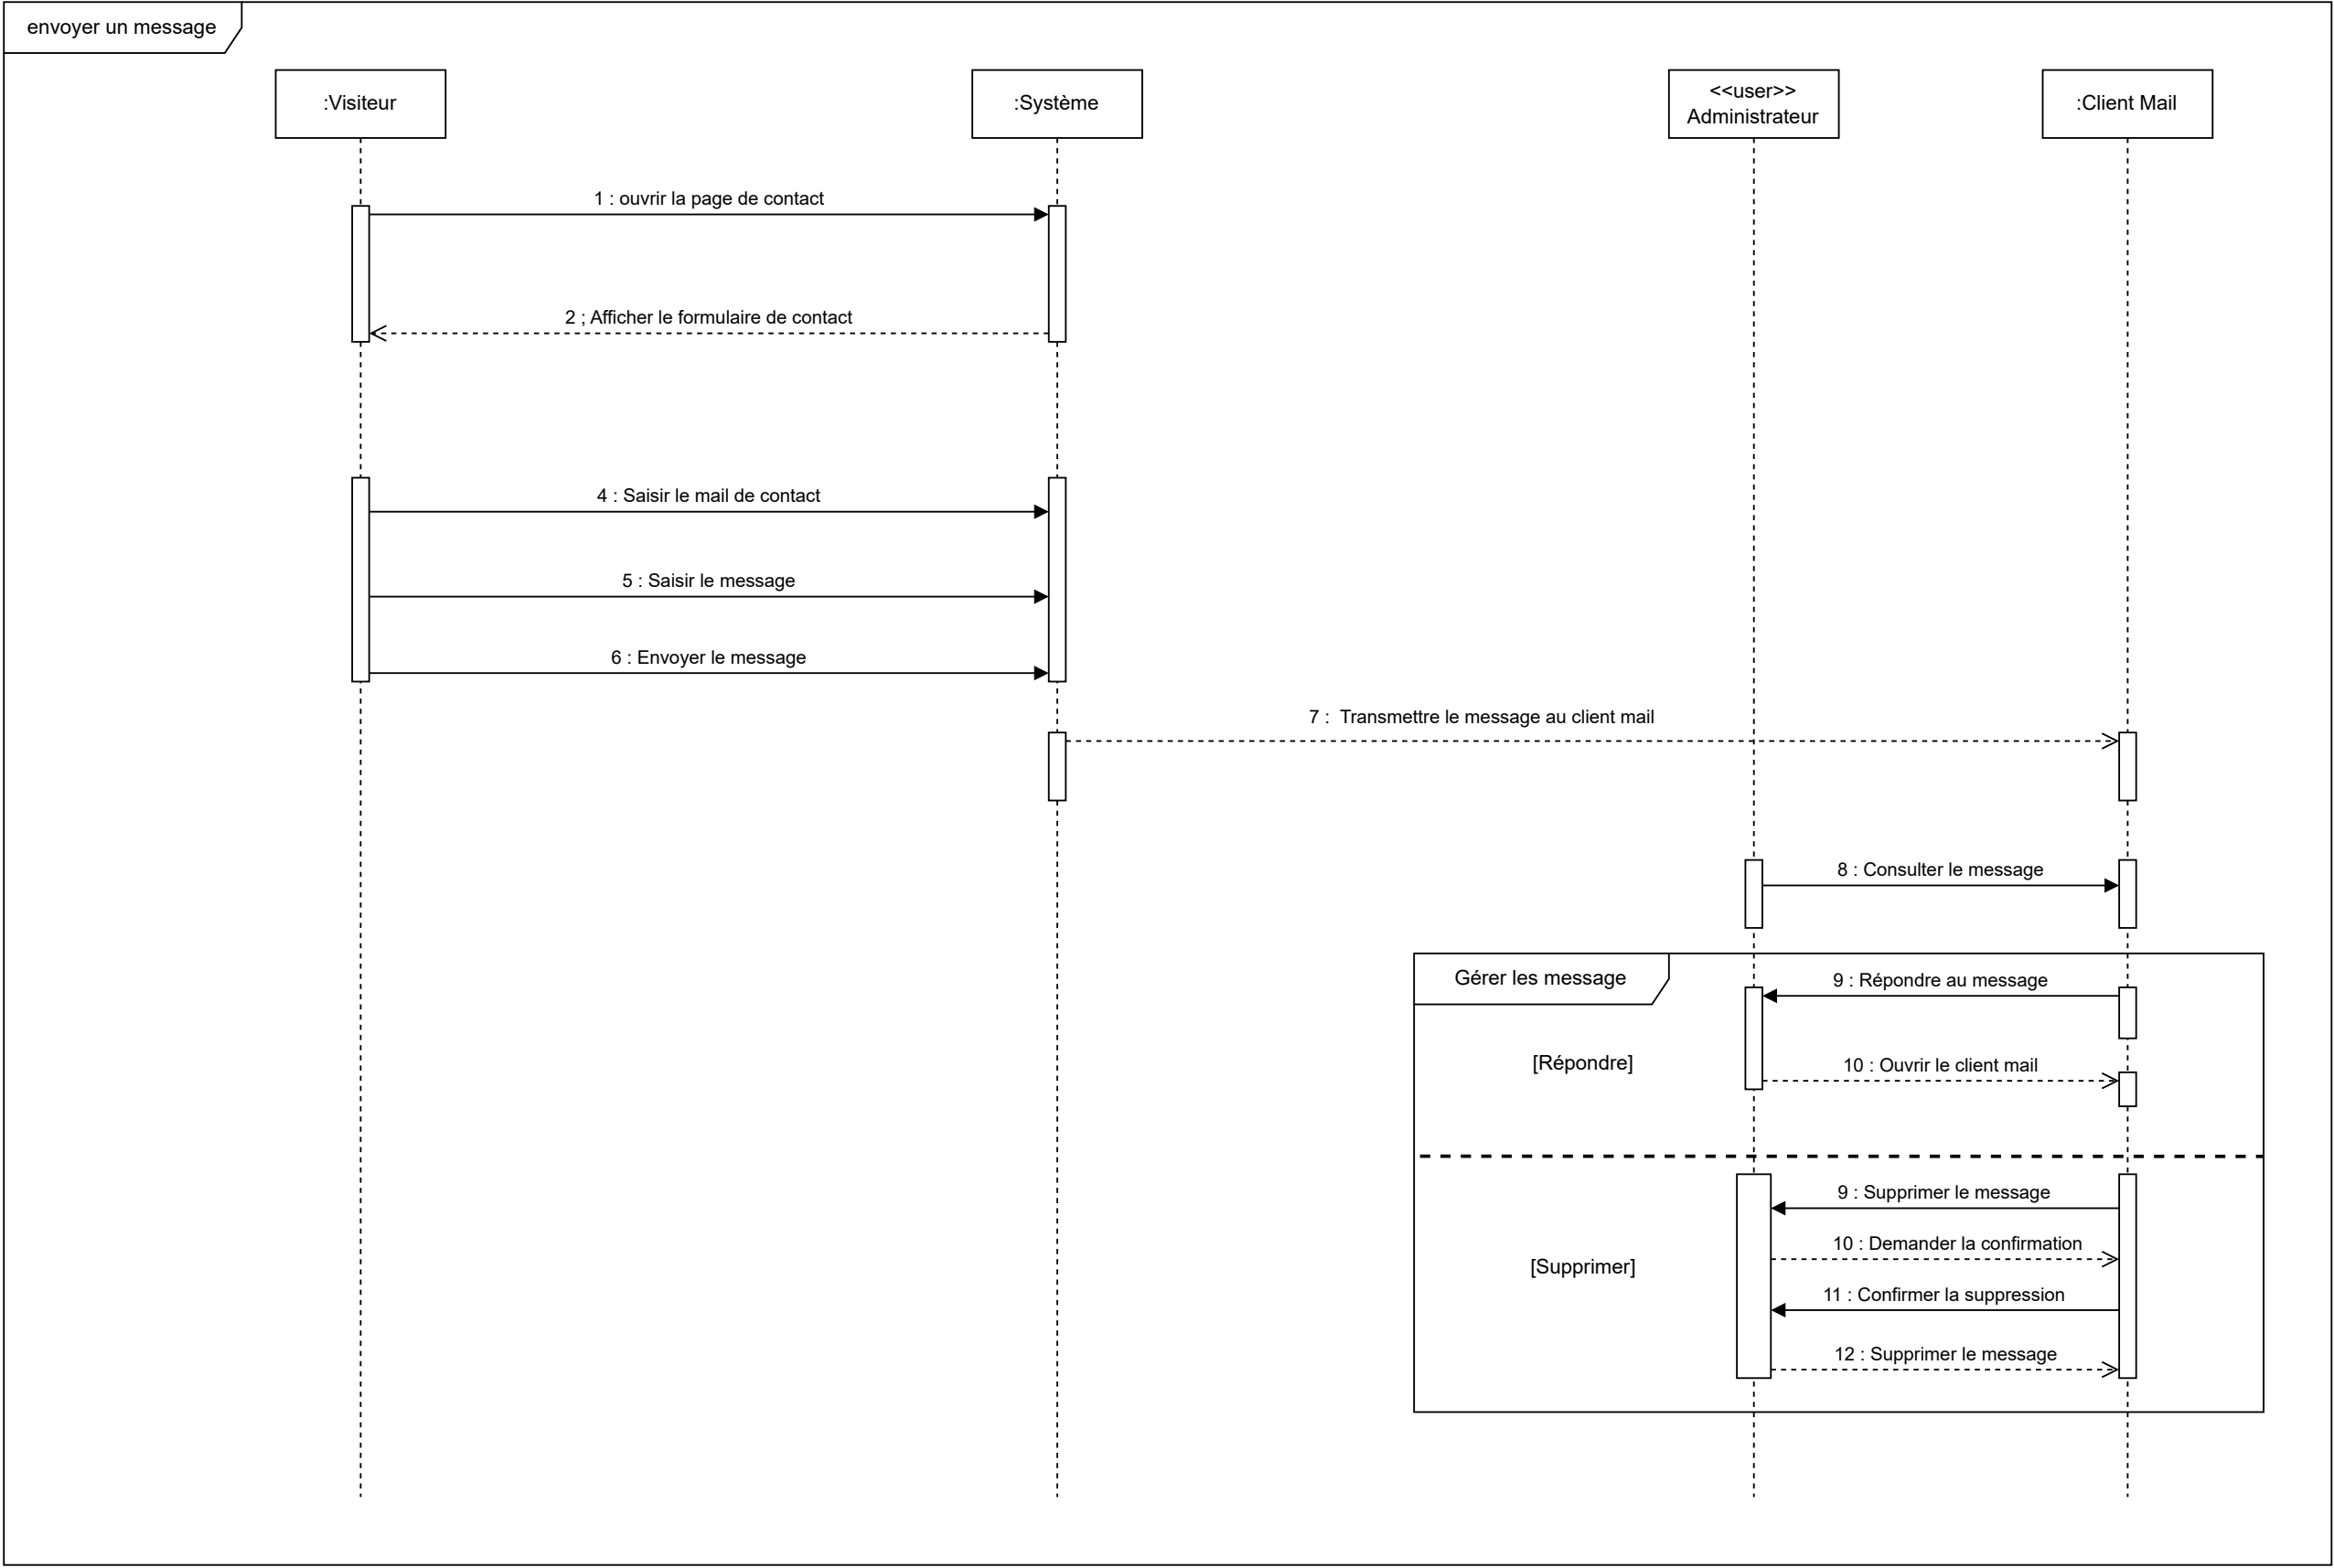 envoyer un message
:Visiteur
:Système
<<user>>
Administrateur
:Client Mail
1 : ouvrir la page de contact
2 ; Afficher le formulaire de contact
4 : Saisir le mail de contact
5 : Saisir le message
6 : Envoyer le message
7 :  Transmettre le message au client mail
8 : Consulter le message
Gérer les message
9 : Répondre au message
[Répondre]
10 : Ouvrir le client mail
9 : Supprimer le message
10 : Demander la confirmation
[Supprimer]
11 : Confirmer la suppression
12 : Supprimer le message